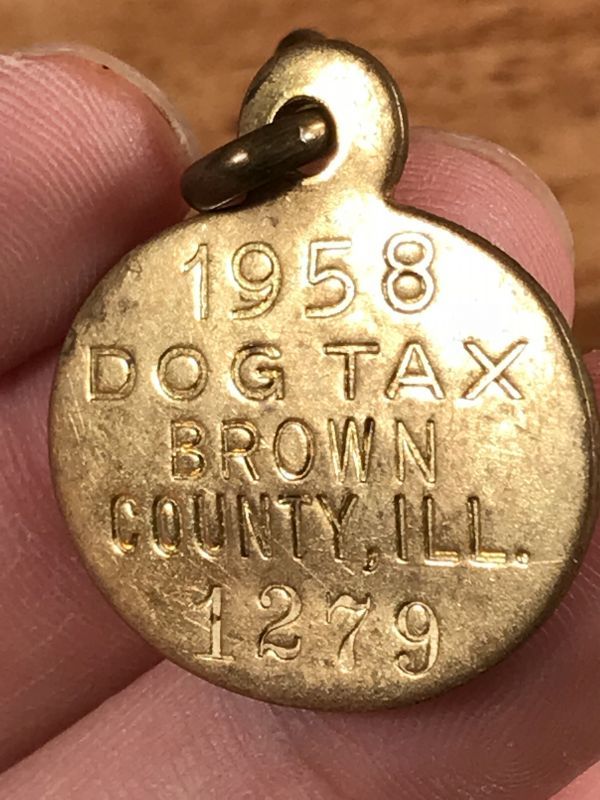 1958
DOG TAX
BROWN
COUNTY, ILL.
1279